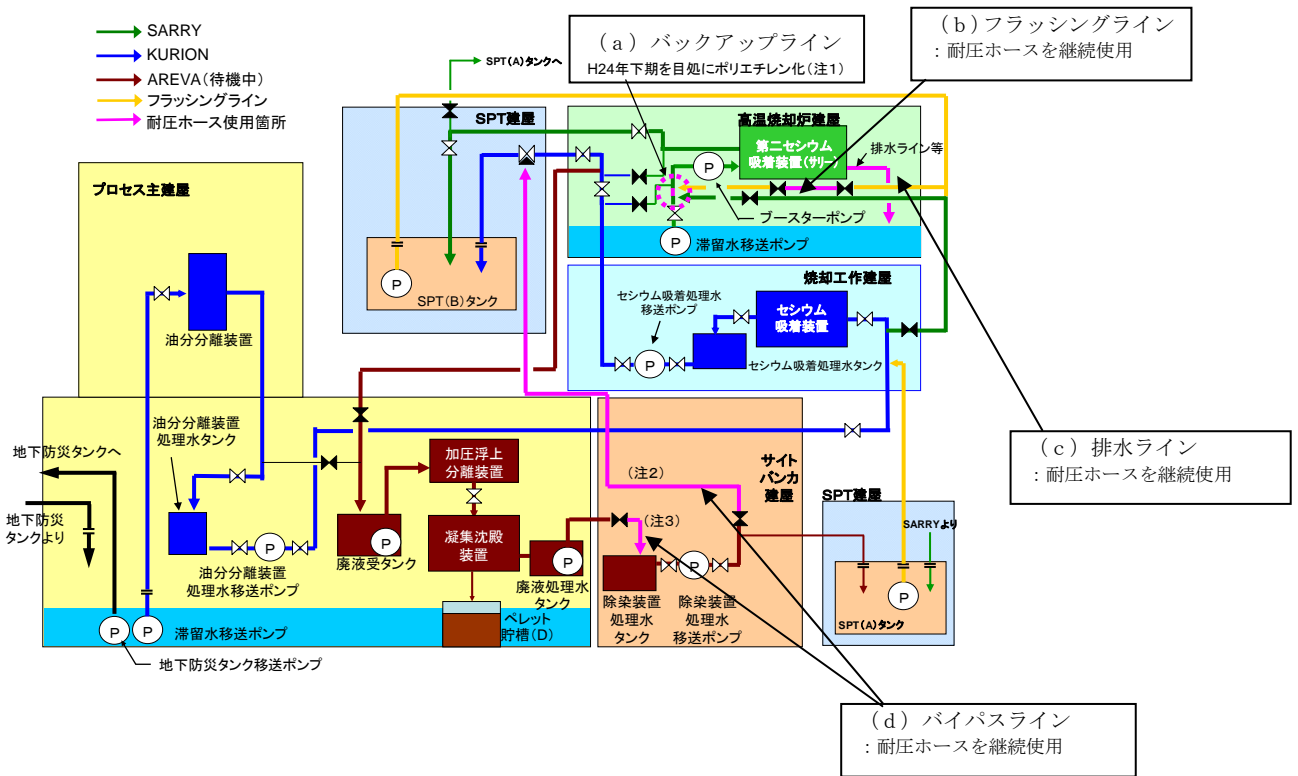 SARRY
KURION
AREVA(待機中)
フラッシングライン
耐圧ホース使用箇所
SPT(A)タンクへ
(a)バックアップライン
H24年下期を目処にポリエチレン化(注1)
(b)フラッシングライン
:耐圧ホースを継続使用
SPT建屋
高温焼却炉建屋
第二セシウム
吸着装置(サリー)
排水ライン等
P
ブースターポンプ
P
滞留水移送ポンプ
プロセス主建屋
P
SPT(B)タンク
油分分離装置
焼却工作建屋
セシウム吸着処理水
移送ポンプ
セシウム
吸着装置
P
セシウム吸着処理水タンク
油分分離装置
処理水タンク
地下防災タンクへ
地下防災
タンクより
加圧浮上
分離装置
凝集沈殿
装置
P
廃液受タンク
P
廃液処理水
タンク
P
油分分離装置
処理水移送ポンプ
ペレット
貯槽(D)
P
P
滞留水移送ポンプ
地下防災タンク移送ポンプ
(注2)
(注3)
サイト
バンカ
建屋
P
除染装置
処理水
タンク
除染装置
処理水
移送ポンプ
SPT建屋
SARRYより
P
SPT(A)タンク
(c)排水ライン
:耐圧ホースを継続使用
(d)バイパスライン
:耐圧ホースを継続使用